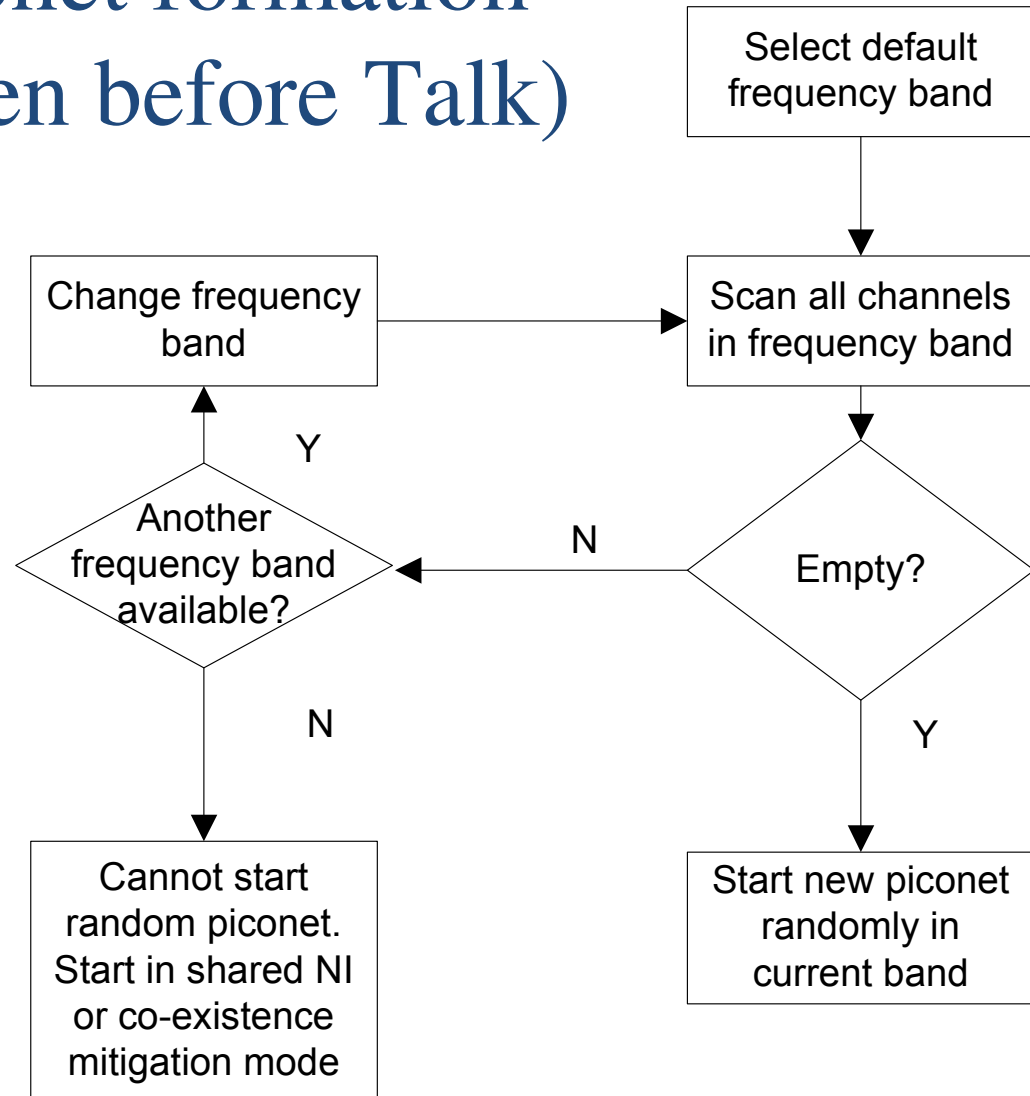 onet formation
en before Talk)
Select default
frequency band
Change frequency
band
Scan all channels
in frequency band
Y
Another
frequency band
available?
N
Empty?
N
Y
Cannot start
random piconet.
Start in shared NI
or co-existence
mitigation mode
Start new piconet
randomly in
current band